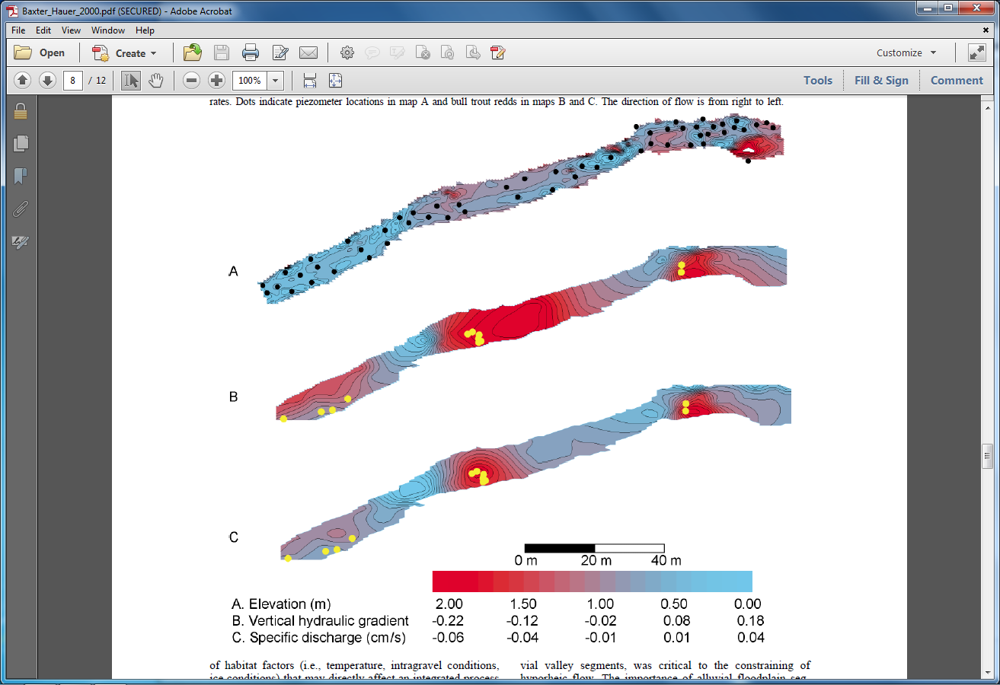 Baxter_Hauer_2000.pdf (SECURED) - Adobe Acrobat
File Edit View Window Help
Open Create Customize
8 / 12 100% Tools Fill & Sign Comment
rates. Dots indicate piezometer locations in map A and bull trout redds in maps B and C. The direction of flow is from right to left.
A
B
C
0 m 20 m 40 m
A. Elevation (m) 2.00 1.50 1.00 0.50 0.00
B. Vertical hydraulic gradient -0.22 -0.12 -0.02 0.08 0.18
C. Specific discharge (cm/s) -0.06 -0.04 -0.01 0.01 0.04
of habitat factors (i.e., temperature, intragravel conditions,
ice conditions) that may directly affect an integrated process
vial valley segments, was critical to the constraining of
hyporheic flow. The importance of alluvial floodplain seg-